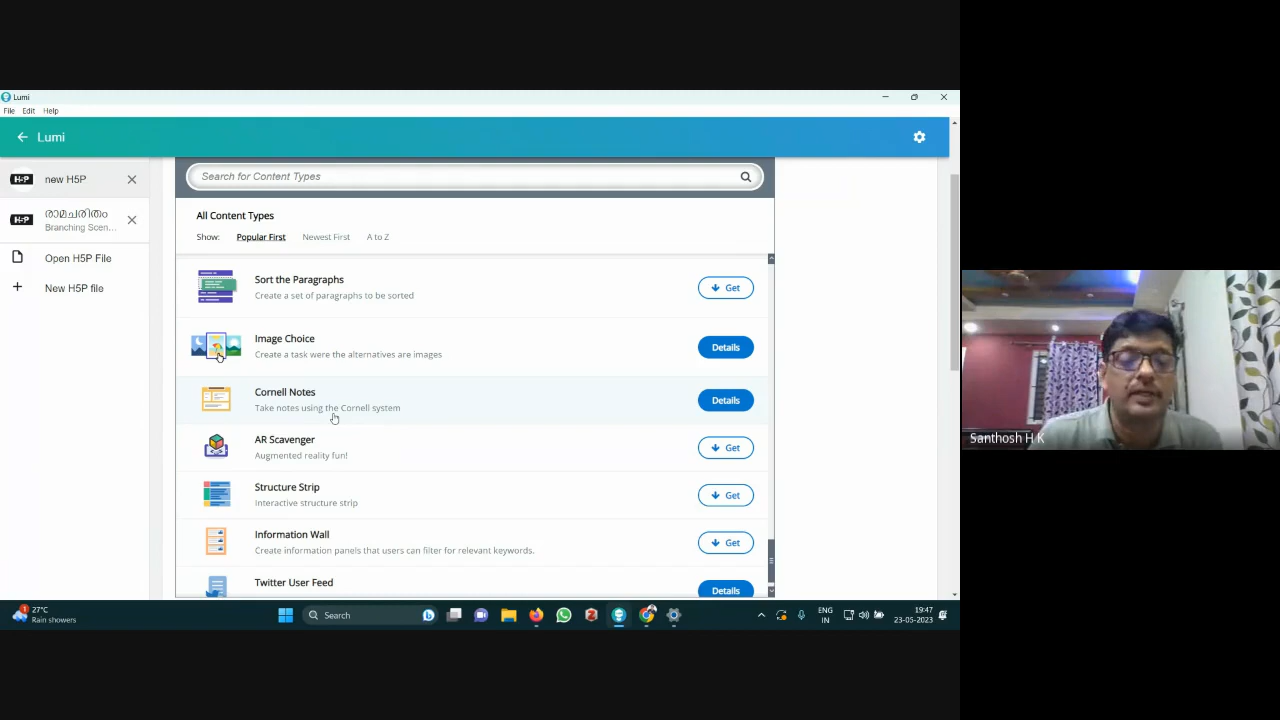 Lumi
File Edit Help
Lumi
H-P new H5P
H-P രാമചരിതം
Branching Scen...
Open H5P File
New H5P file
Search for Content Types
All Content Types
Show: Popular First Newest First A to Z
Sort the Paragraphs
Create a set of paragraphs to be sorted
Get
Image Choice
Create a task were the alternatives are images
Details
Cornell Notes
Take notes using the Cornell system
Details
AR Scavenger
Augmented reality fun!
Get
Structure Strip
Interactive structure strip
Get
Information Wall
Create information panels that users can filter for relevant keywords.
Get
Twitter User Feed
Details
Santhosh H K
1
27°C
Rain showers
Search
ENG
IN
19:47
23-05-2023